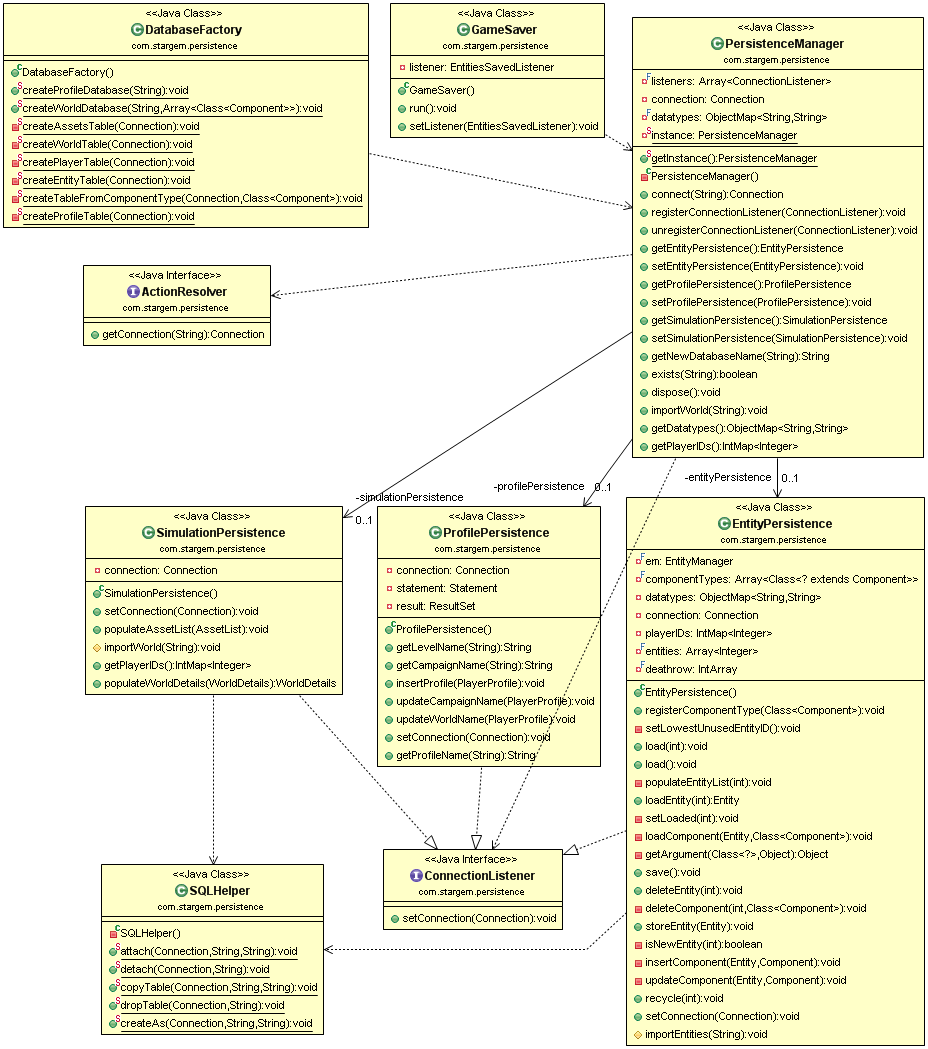 <<Java Class>>
DatabaseFactory
com.stargem.persistence
DatabaseFactory()
createProfileDatabase(String):void
createWorldDatabase(String,Array<Class<Component>>):void
createAssetsTable(Connection):void
createWorldTable(Connection):void
createPlayerTable(Connection):void
createEntityTable(Connection):void
createTableFromComponentType(Connection,Class<Component>):void
createProfileTable(Connection):void
<<Java Class>>
GameSaver
com.stargem.persistence
listener: EntitiesSavedListener
GameSaver()
run():void
setListener(EntitiesSavedListener):void
<<Java Class>>
PersistenceManager
com.stargem.persistence
listeners: Array<ConnectionListener>
connection: Connection
datatypes: ObjectMap<String,String>
instance: PersistenceManager
getInstance():PersistenceManager
PersistenceManager()
connect(String):Connection
registerConnectionListener(ConnectionListener):void
unregisterConnectionListener(ConnectionListener):void
getEntityPersistence():EntityPersistence
setEntityPersistence(EntityPersistence):void
getProfilePersistence():ProfilePersistence
setProfilePersistence(ProfilePersistence):void
getSimulationPersistence():SimulationPersistence
setSimulationPersistence(SimulationPersistence):void
getNewDatabaseName(String):String
exists(String):boolean
dispose():void
importWorld(String):void
getDatatypes():ObjectMap<String,String>
getPlayerIDs():IntMap<Integer>
<<Java Interface>>
ActionResolver
com.stargem.persistence
getConnection(String):Connection
-simulationPersistence
0..1
-profilePersistence
0..1
-entityPersistence
0..1
<<Java Class>>
SimulationPersistence
com.stargem.persistence
connection: Connection
SimulationPersistence()
setConnection(Connection):void
populateAssetList(AssetList):void
importWorld(String):void
getPlayerIDs():IntMap<Integer>
populateWorldDetails(WorldDetails):WorldDetails
<<Java Class>>
ProfilePersistence
com.stargem.persistence
connection: Connection
statement: Statement
result: ResultSet
ProfilePersistence()
getLevelName(String):String
getCampaignName(String):String
insertProfile(PlayerProfile):void
updateCampaignName(PlayerProfile):void
updateWorldName(PlayerProfile):void
setConnection(Connection):void
getProfileName(String):String
<<Java Class>>
EntityPersistence
com.stargem.persistence
em: EntityManager
componentTypes: Array<Class<? extends Component>>
datatypes: ObjectMap<String,String>
connection: Connection
playerIDs: IntMap<Integer>
entities: Array<Integer>
deathrow: IntArray
EntityPersistence()
registerComponentType(Class<Component>):void
setLowestUnusedEntityID():void
load(int):void
load():void
populateEntityList(int):void
loadEntity(int):Entity
setLoaded(int):void
loadComponent(Entity,Class<Component>):void
getArgument(Class<?>,Object):Object
save():void
deleteEntity(int):void
deleteComponent(int,Class<Component>):void
storeEntity(Entity):void
isNewEntity(int):boolean
insertComponent(Entity,Component):void
updateComponent(Entity,Component):void
recycle(int):void
setConnection(Connection):void
importEntities(String):void
<<Java Interface>>
ConnectionListener
com.stargem.persistence
setConnection(Connection):void
<<Java Class>>
SQLHelper
com.stargem.persistence
SQLHelper()
attach(Connection,String,String):void
detach(Connection,String):void
copyTable(Connection,String,String):void
dropTable(Connection,String):void
createAs(Connection,String,String):void